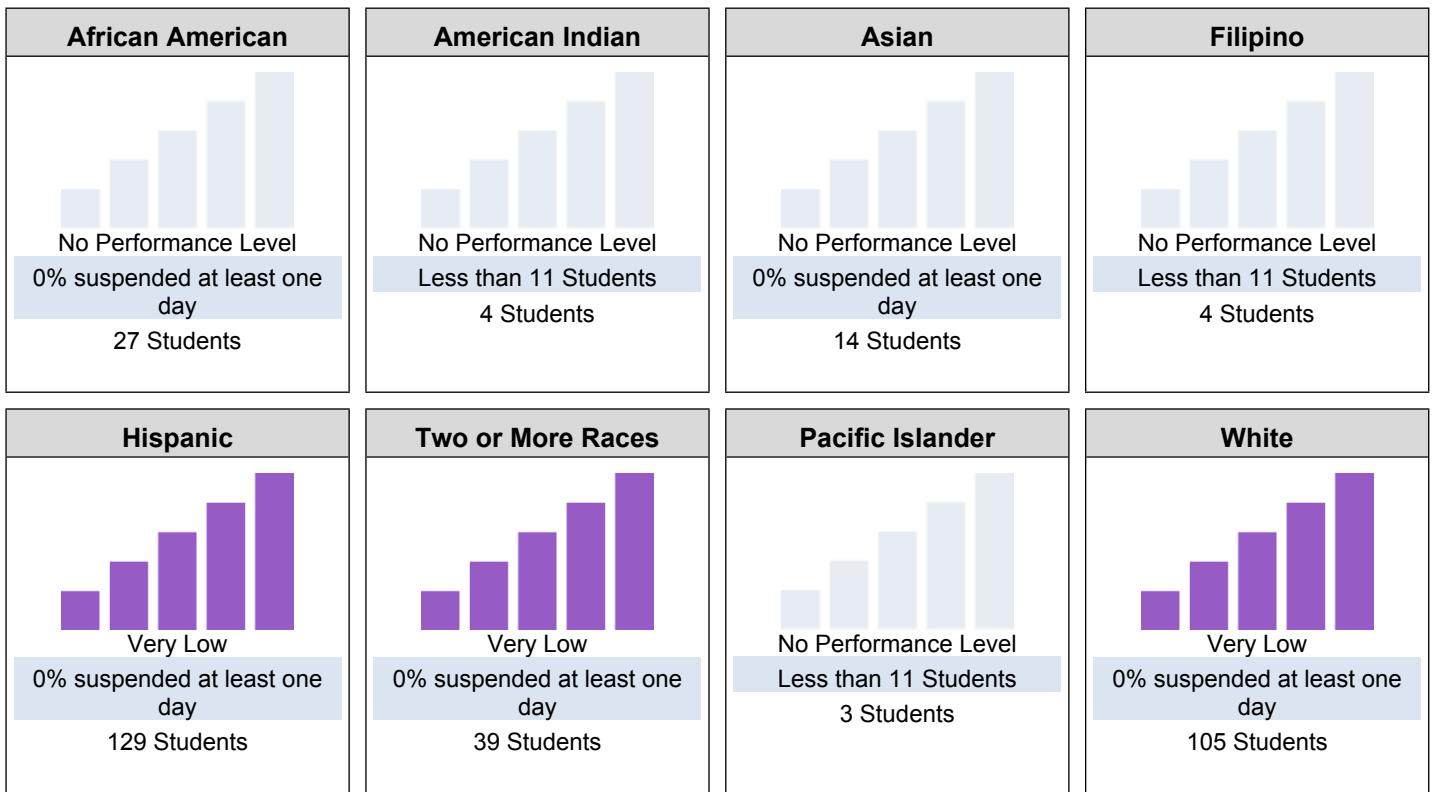 African American
No Performance Level
0% suspended at least one
day
27 Students
American Indian
No Performance Level
Less than 11 Students
4 Students
Asian
No Performance Level
0% suspended at least one
day
14 Students
Filipino
No Performance Level
Less than 11 Students
4 Students
Hispanic
Very Low
0% suspended at least one
day
129 Students
Two or More Races
Very Low
0% suspended at least one
day
39 Students
Pacific Islander
No Performance Level
Less than 11 Students
3 Students
White
Very Low
0% suspended at least one
day
105 Students